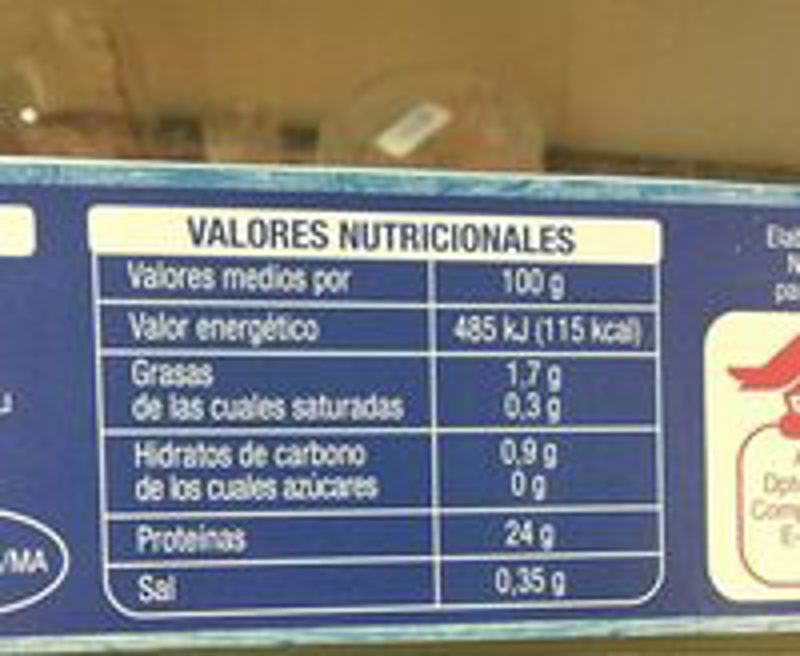 VALORES NUTRICIONALES
Valores medios por 100 g
Valor energético 485 kJ (115 kcal)
Grasas 1,7 g
de las cuales saturadas 0,3 g
Hidratos de carbono 0,9 g
de los cuales azúcares 0 g
Proteínas 24 g
Sal 0,35 g
/MA